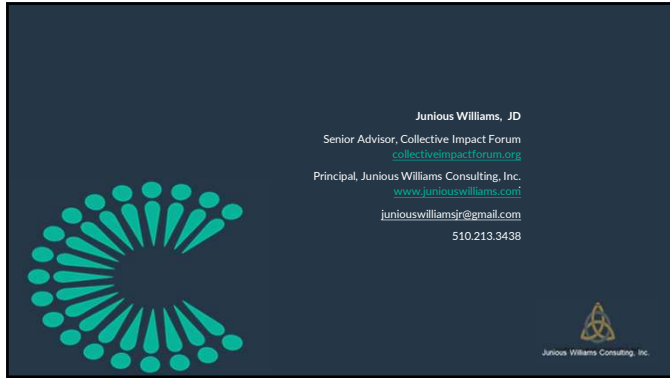 Junious Williams, JD
Senior Advisor, Collective Impact Forum
collectiveimpactforum.org
Principal, Junious Williams Consulting, Inc.
www.juniouswilliams.com
juniouswilliamsjr@gmail.com
510.213.3438
Junious Williams Consulting, Inc.